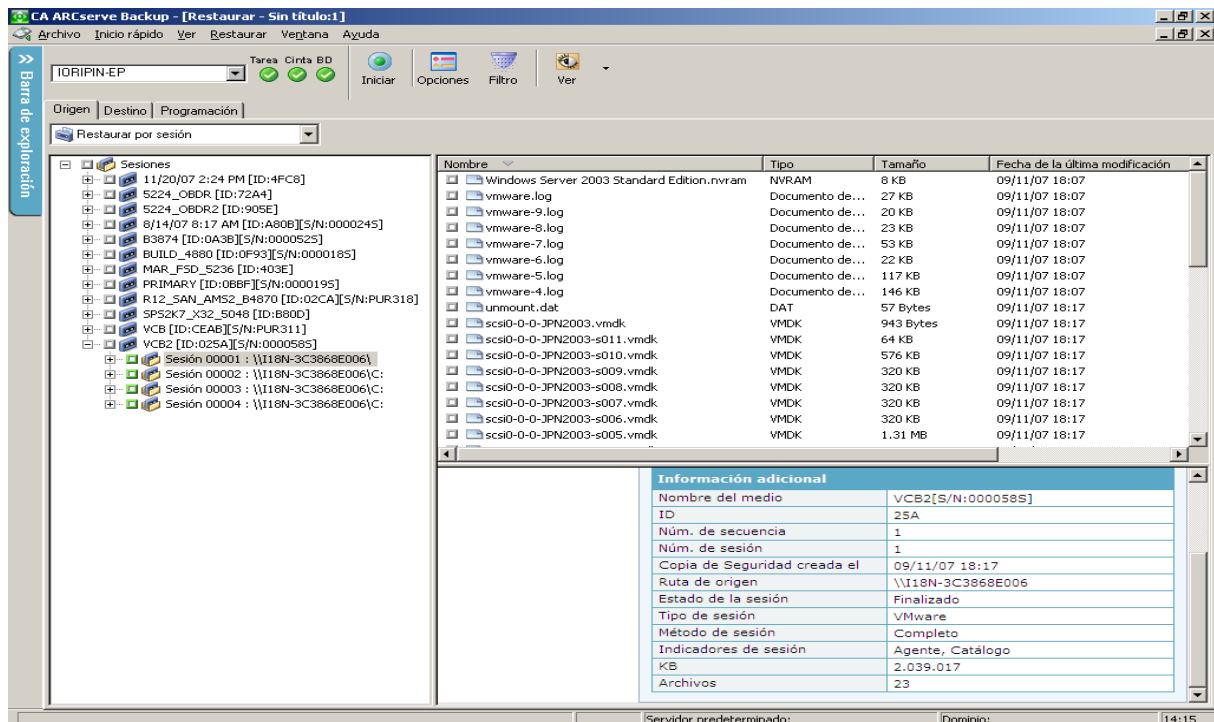 CA ARCserve Backup - [Restaurar - Sin título:1]
Archivo Inicio rápido Ver Restaurar Ventana Ayuda
Barra de exploración
IORIPIN-EP
Tarea Cinta BD
Iniciar Opciones Filtro Ver
Origen Destino Programación
Restaurar por sesión
Sesiones
11/20/07 2:24 PM [ID:4FC8]
5224_OBDR [ID:72A4]
5224_OBDR2 [ID:905E]
8/14/07 8:17 AM [ID:A80B][S/N:000024S]
B3874 [ID:0A3B][S/N:000052S]
BUILD_4880 [ID:0F93][S/N:000018S]
MAR_FSD_5236 [ID:403E]
PRIMARY [ID:0BBF][S/N:000019S]
R12_SAN_AMS2_B4870 [ID:02CA][S/N:PUR318]
SPS2K7_X32_5048 [ID:B80D]
VCB [ID:CEAB][S/N:PUR311]
VCB2 [ID:025A][S/N:000058S]
Sesión 00001 : \\I18N-3C3868E006\
Sesión 00002 : \\I18N-3C3868E006\C:
Sesión 00003 : \\I18N-3C3868E006\C:
Sesión 00004 : \\I18N-3C3868E006\C:
Nombre Tipo Tamaño Fecha de la última modificación
Windows Server 2003 Standard Edition.nvram NVRAM 8 KB 09/11/07 18:07
vmware.log Documento de... 27 KB 09/11/07 18:07
vmware-9.log Documento de... 20 KB 09/11/07 18:07
vmware-8.log Documento de... 23 KB 09/11/07 18:07
vmware-7.log Documento de... 53 KB 09/11/07 18:07
vmware-6.log Documento de... 22 KB 09/11/07 18:07
vmware-5.log Documento de... 117 KB 09/11/07 18:07
vmware-4.log Documento de... 146 KB 09/11/07 18:07
unmount.dat DAT 57 Bytes 09/11/07 18:17
scsi0-0-0-JPN2003.vmdk VMDK 943 Bytes 09/11/07 18:17
scsi0-0-0-JPN2003-s011.vmdk VMDK 64 KB 09/11/07 18:17
scsi0-0-0-JPN2003-s010.vmdk VMDK 576 KB 09/11/07 18:17
scsi0-0-0-JPN2003-s009.vmdk VMDK 320 KB 09/11/07 18:17
scsi0-0-0-JPN2003-s008.vmdk VMDK 320 KB 09/11/07 18:17
scsi0-0-0-JPN2003-s007.vmdk VMDK 320 KB 09/11/07 18:17
scsi0-0-0-JPN2003-s006.vmdk VMDK 320 KB 09/11/07 18:17
scsi0-0-0-JPN2003-s005.vmdk VMDK 1.31 MB 09/11/07 18:17
Información adicional
Nombre del medio VCB2[S/N:000058S]
ID 25A
Núm. de secuencia 1
Núm. de sesión 1
Copia de Seguridad creada el 09/11/07 18:17
Ruta de origen \\I18N-3C3868E006
Estado de la sesión Finalizado
Tipo de sesión VMware
Método de sesión Completo
Indicadores de sesión Agente, Catálogo
KB 2.039.017
Archivos 23
Servidor predeterminado: Dominio: 14:15